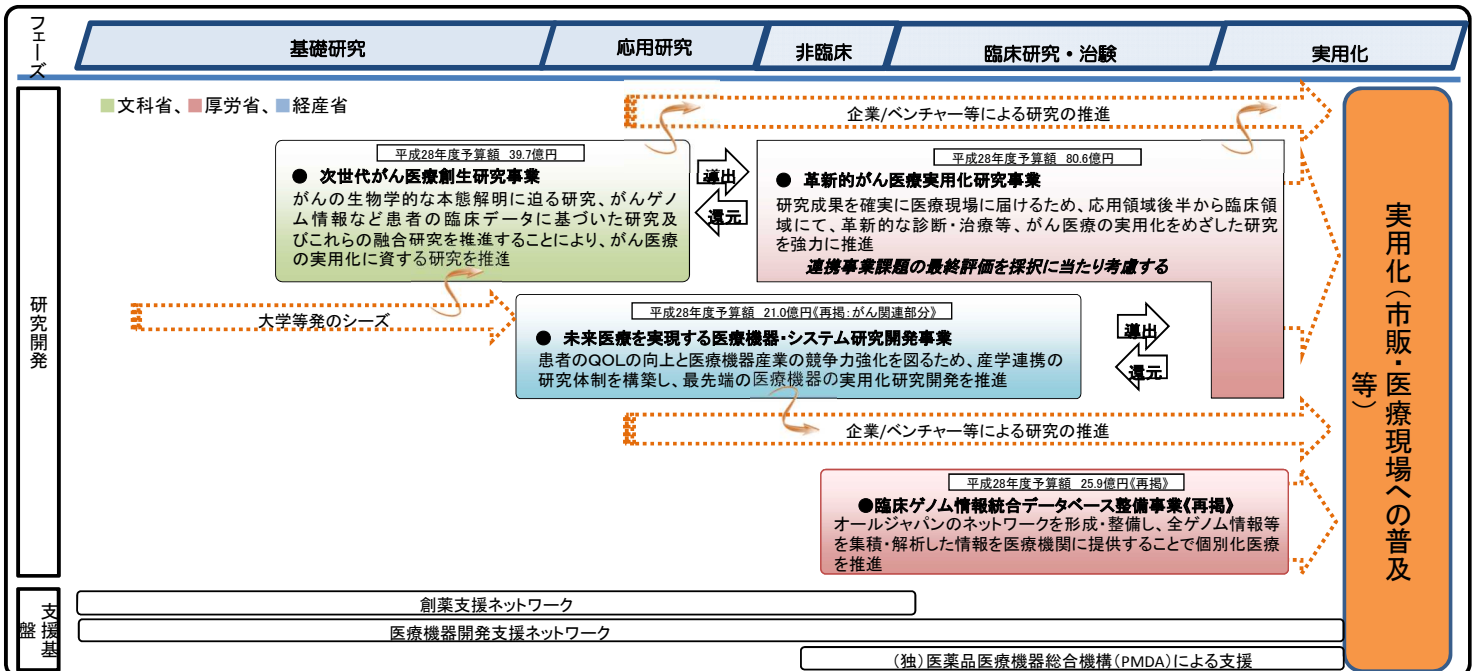 フェーズ
基礎研究
応用研究
非臨床
臨床研究・治験
実用化
研究開発
■文科省、■厚労省、■経産省
企業/ベンチャー等による研究の推進
平成28年度予算額 39.7億円
● 次世代がん医療創生研究事業
がんの生物学的な本態解明に迫る研究、がんゲノ
ム情報など患者の臨床データに基づいた研究及
びこれらの融合研究を推進することにより、がん医療
の実用化に資する研究を推進
導出
還元
平成28年度予算額 80.6億円
● 革新的がん医療実用化研究事業
研究成果を確実に医療現場に届けるため、応用領域後半から臨床領
域にて、革新的な診断・治療等、がん医療の実用化をめざした研究
を強力に推進
連携事業課題の最終評価を採択に当たり考慮する
大学等発のシーズ
平成28年度予算額 21.0億円《再掲：がん関連部分》
● 未来医療を実現する医療機器・システム研究開発事業
患者のQOLの向上と医療機器産業の競争力強化を図るため、産学連携の
研究体制を構築し、最先端の医療機器の実用化研究開発を推進
導出
還元
企業/ベンチャー等による研究の推進
平成28年度予算額 25.9億円《再掲》
●臨床ゲノム情報統合データベース整備事業《再掲》
オールジャパンのネットワークを形成・整備し、全ゲノム情報等
を集積・解析した情報を医療機関に提供することで個別化医療
を推進
実用化（市販・医療現場への普及
等）
支援基
盤
創薬支援ネットワーク
医療機器開発支援ネットワーク
（独）医薬品医療機器総合機構（PMDA）による支援